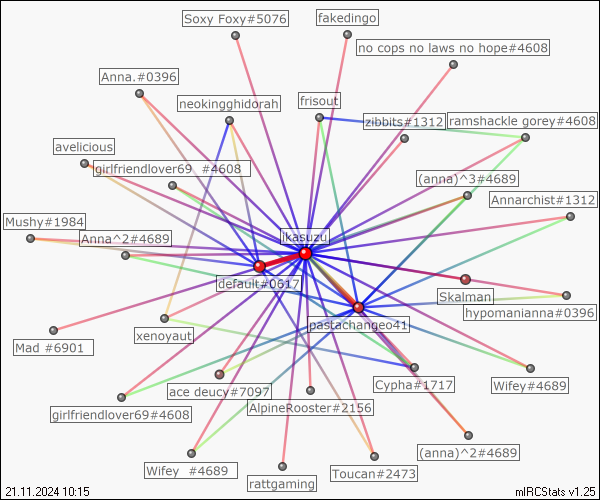 Soxy Foxy#5076
fakedingo
no cops no laws no hope#4608
Anna.#0396
neokingghidorah
frisout
zibbits#1312
ramshackle gorey#4608
avelicious
girlfriendlover69 #4608
(anna)^3#4689
Annarchist#1312
Mushy#1984
Anna^2#4689
ikasuzu
default#0617
Skalman
hypomanianna#0396
pastachangeo41
xenoyaut
Mad #6901
Cypha#1717
Wifey#4689
ace deucy#7097
AlpineRooster#2156
girlfriendlover69#4608
(anna)^2#4689
Wifey #4689
rattgaming
Toucan#2473
21.11.2024 10:15
mIRCStats v1.25